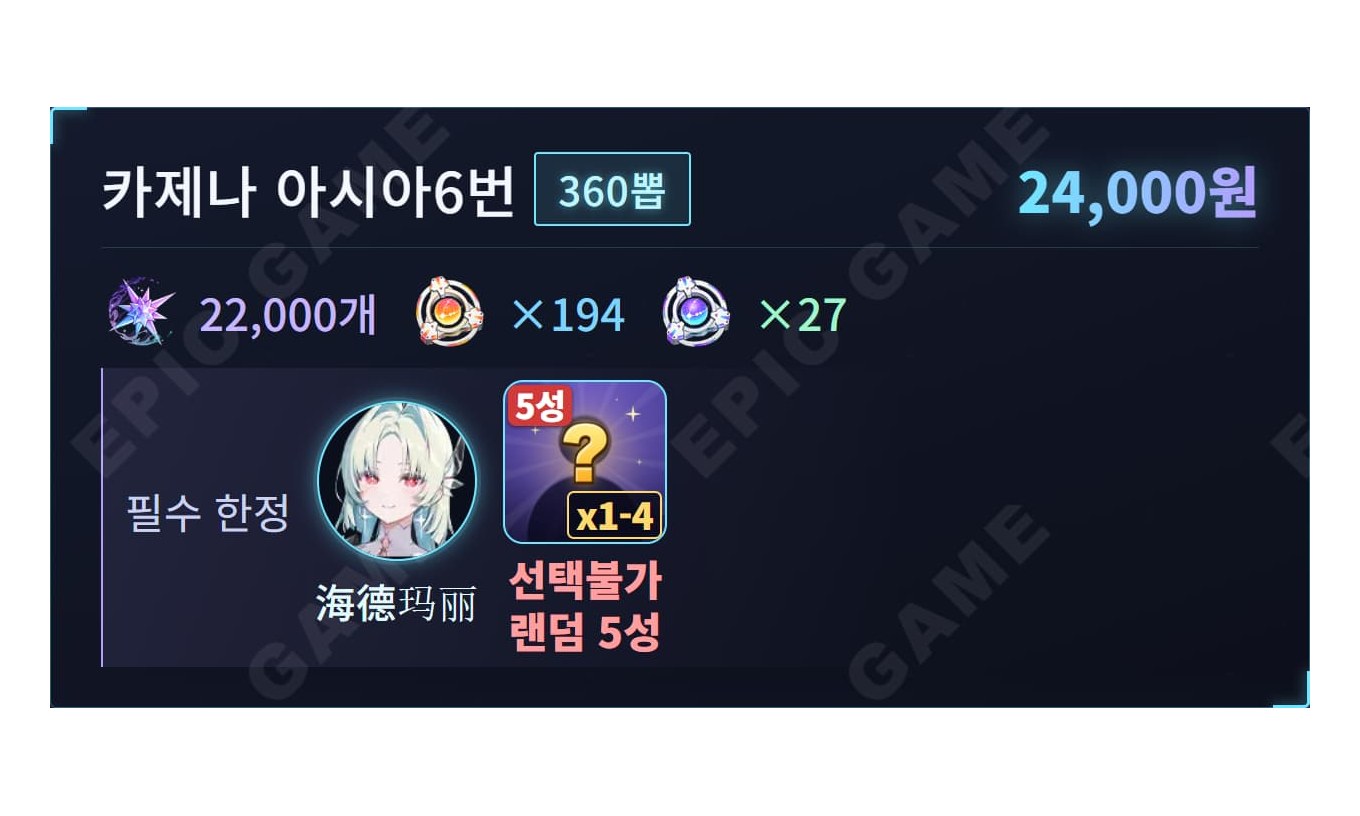 카제나 아시아6번 360뽑 24,000원
22,000개 ×194 ×27
5성
x1-4
필수 한정
海德玛丽
선택불가
랜덤 5성
EPIC GAME
EPIC GAME